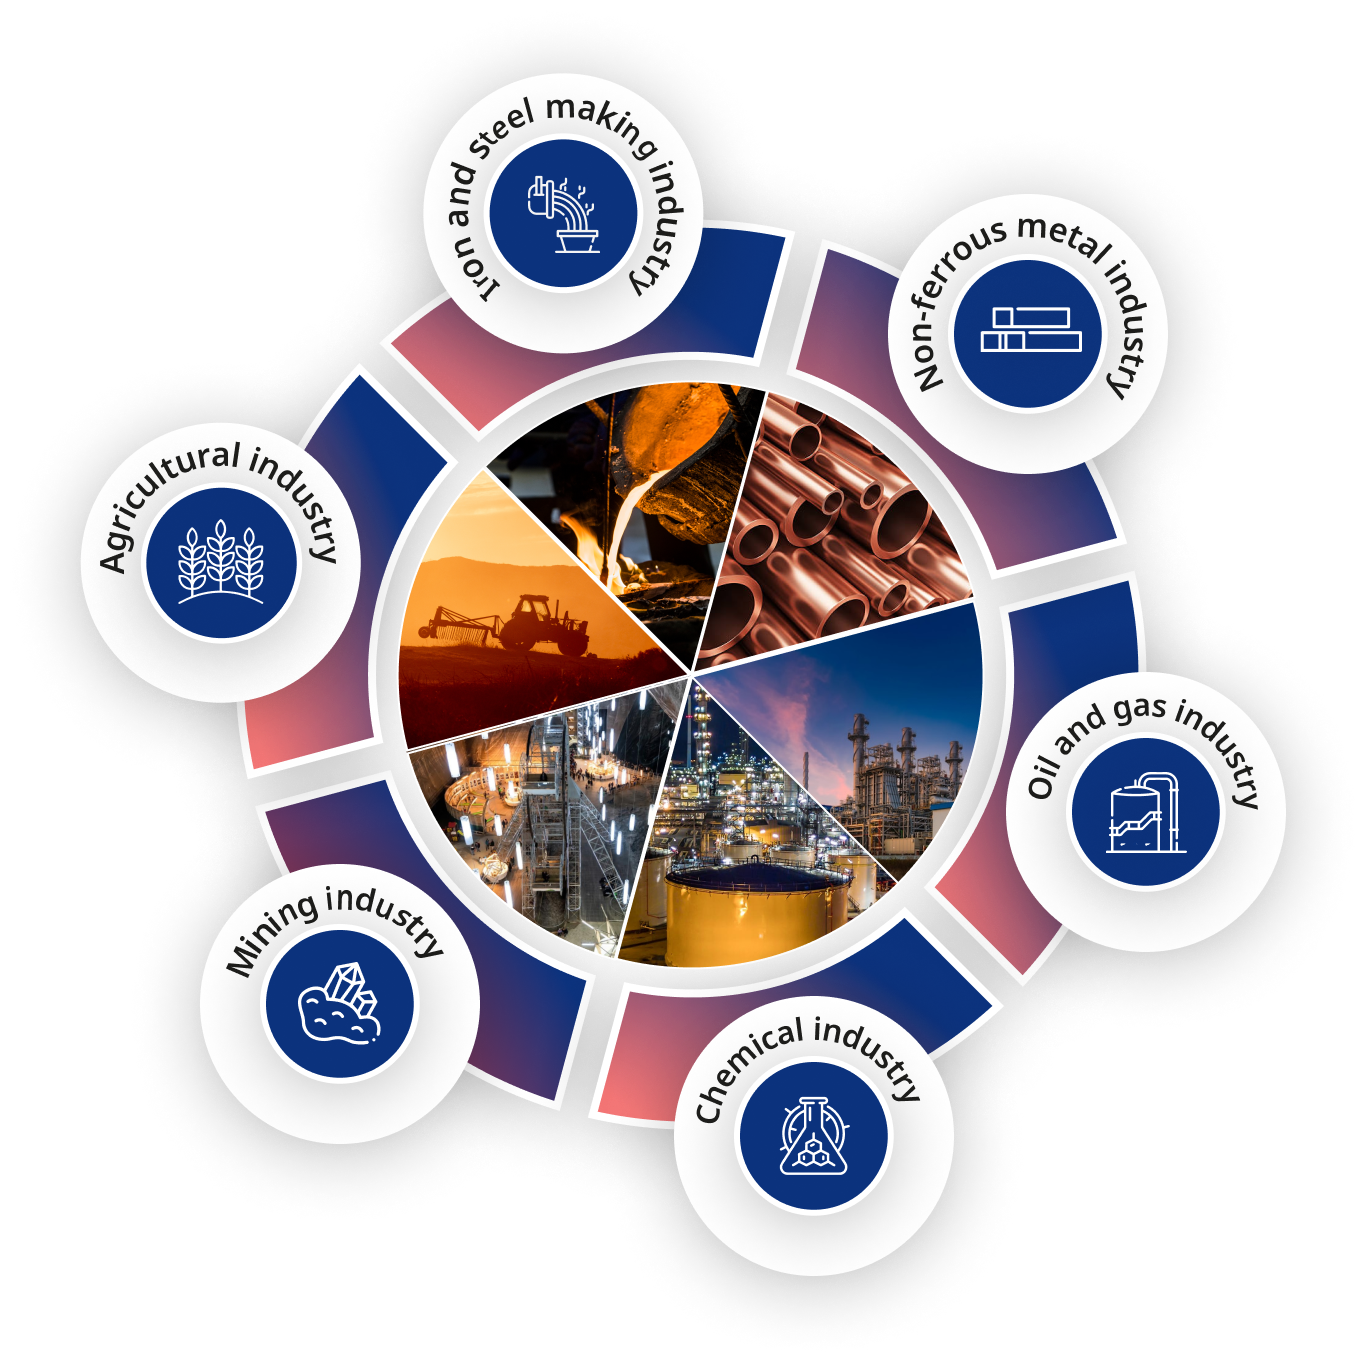 Iron and steel making industry
Non-ferrous metal industry
Agricultural industry
Oil and gas industry
Mining industry
Chemical industry